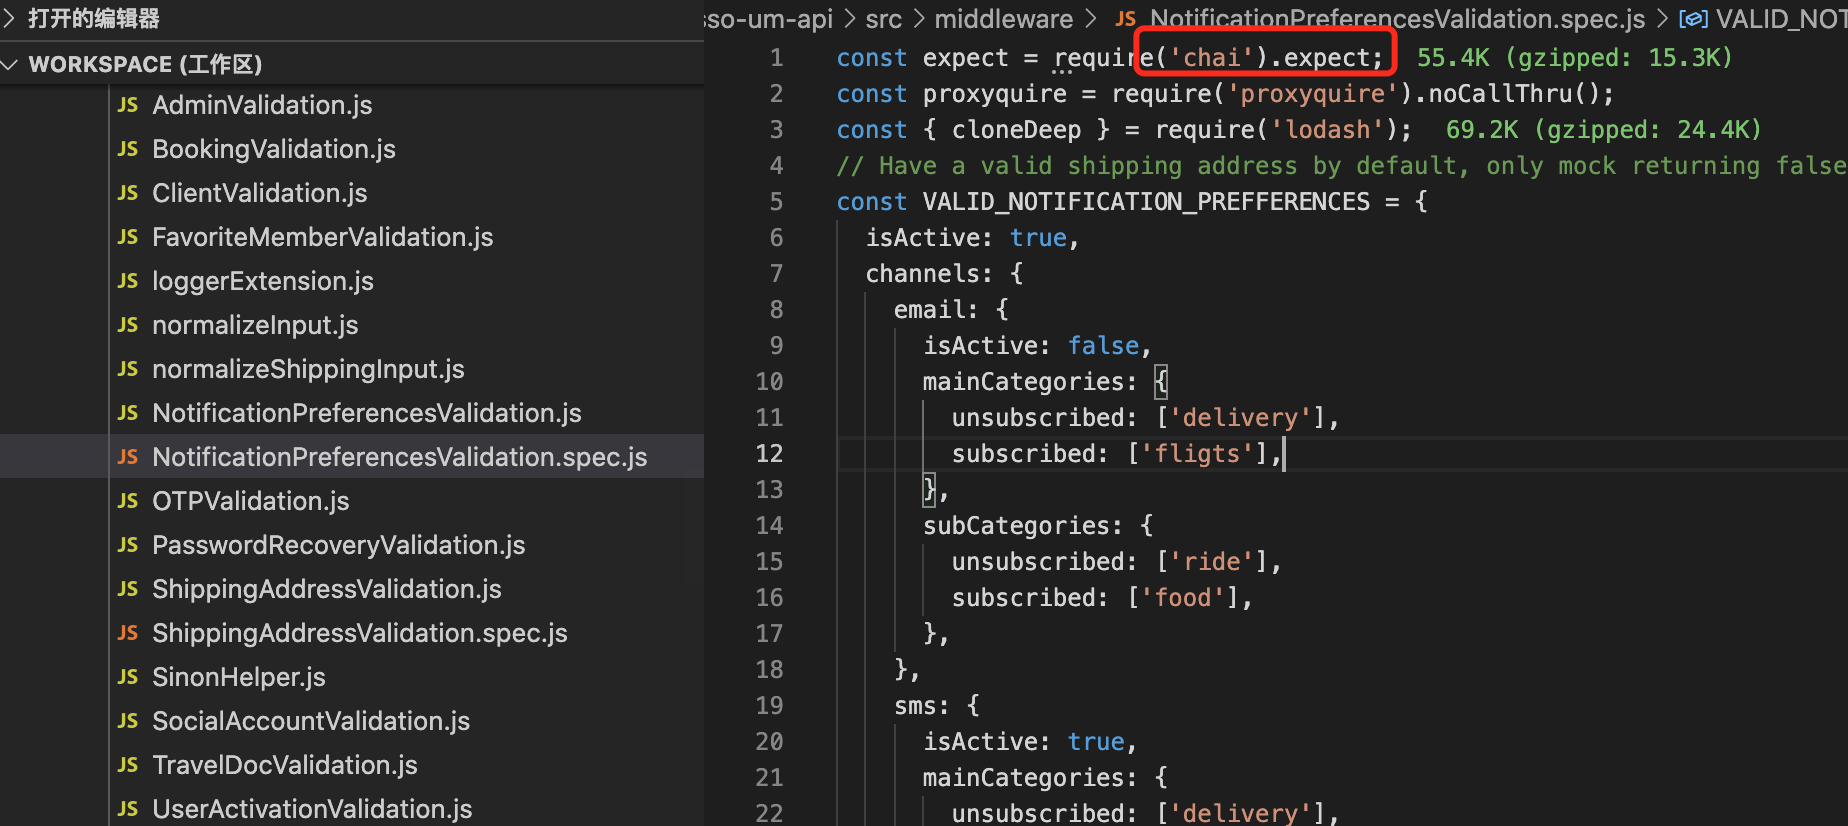 打开的编辑器
WORKSPACE (工作区)
JS AdminValidation.js
JS BookingValidation.js
JS ClientValidation.js
JS FavoriteMemberValidation.js
JS loggerExtension.js
JS normalizeInput.js
JS normalizeShippingInput.js
JS NotificationPreferencesValidation.js
JS NotificationPreferencesValidation.spec.js
JS OTPValidation.js
JS PasswordRecoveryValidation.js
JS ShippingAddressValidation.js
JS ShippingAddressValidation.spec.js
JS SinonHelper.js
JS SocialAccountValidation.js
JS TravelDocValidation.js
JS UserActivationValidation.js
sso-um-api > src > middleware > JS NotificationPreferencesValidation.spec.js > VALID_NOT
1 const expect = require('chai').expect; 55.4K (gzipped: 15.3K)
2 const proxyquire = require('proxyquire').noCallThru();
3 const { cloneDeep } = require('lodash'); 69.2K (gzipped: 24.4K)
4 // Have a valid shipping address by default, only mock returning false
5 const VALID_NOTIFICATION_PREFFERENCES = {
6 isActive: true,
7 channels: {
8 email: {
9 isActive: false,
10 mainCategories: {
11 unsubscribed: ['delivery'],
12 subscribed: ['fligts'],
13 },
14 subCategories: {
15 unsubscribed: ['ride'],
16 subscribed: ['food'],
17 },
18 },
19 sms: {
20 isActive: true,
21 mainCategories: {
22 unsubscribed: ['delivery'],